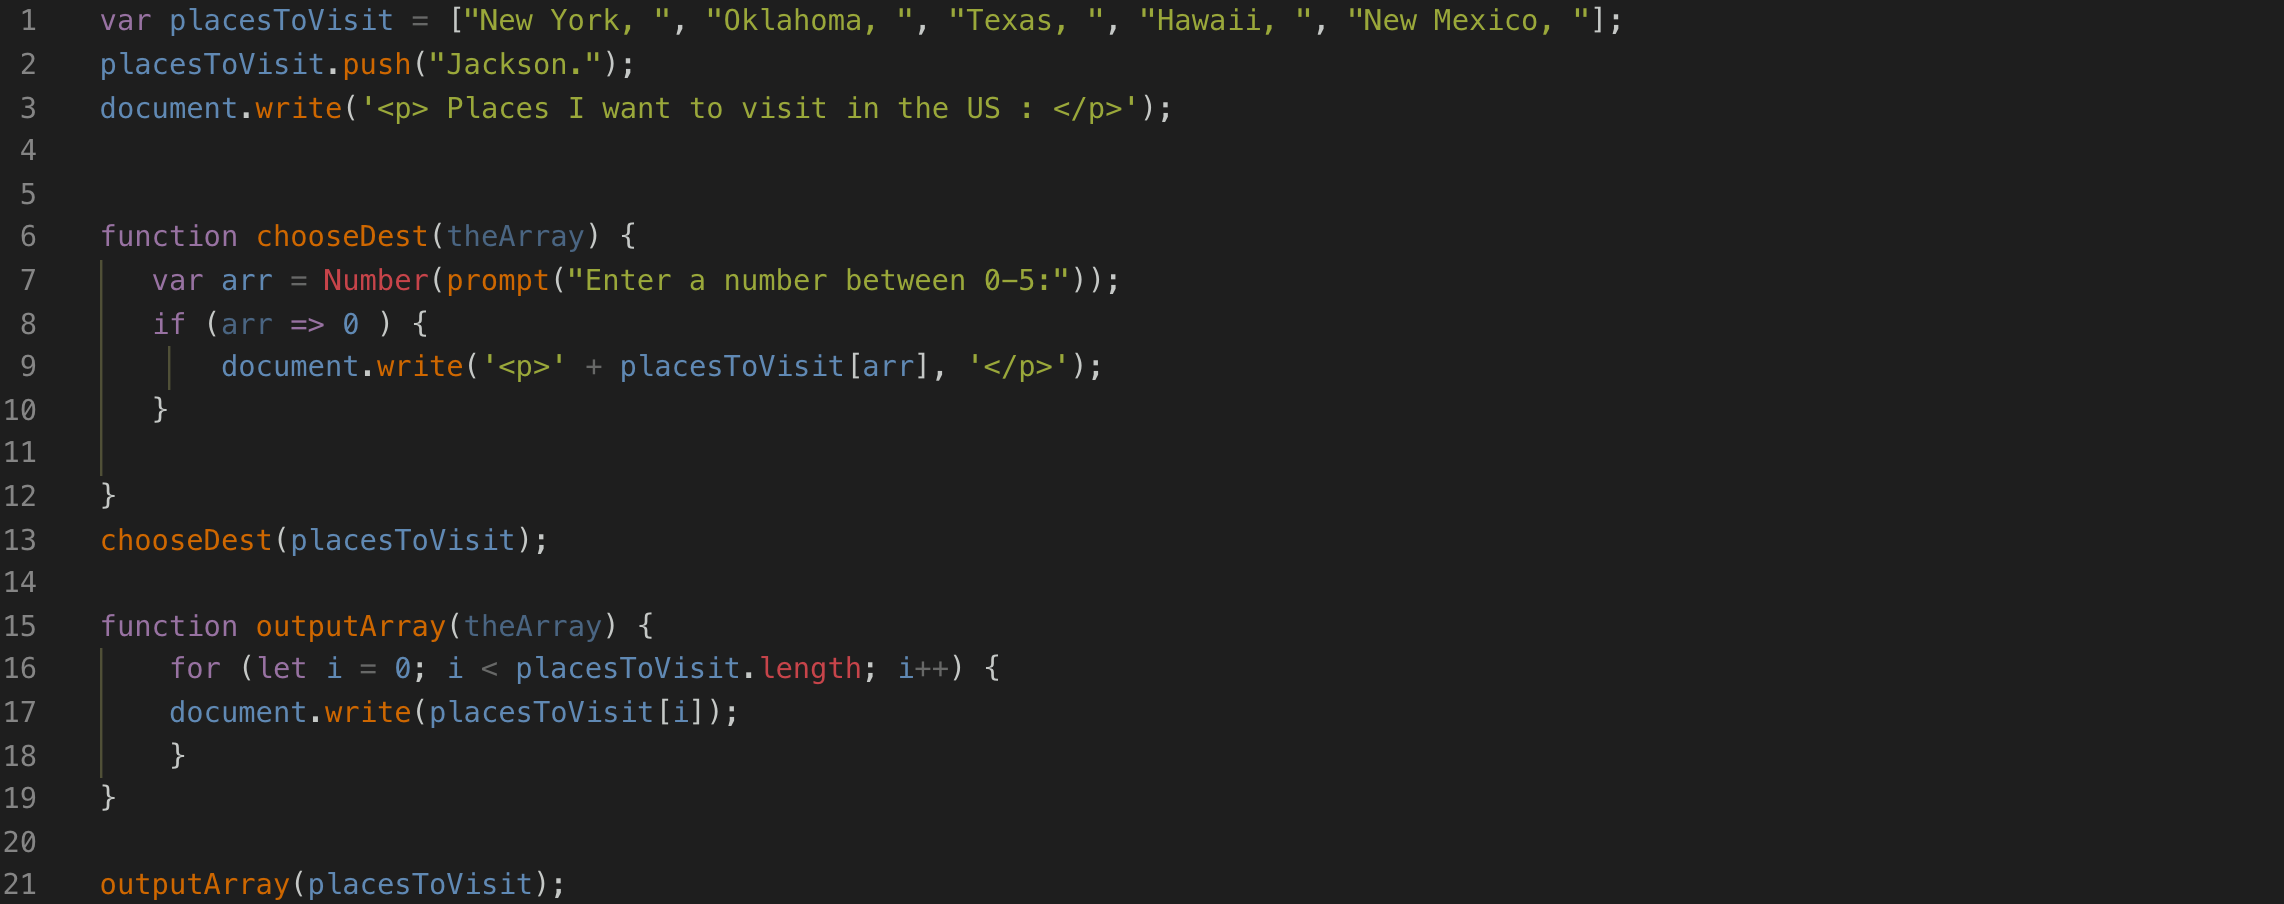 1 var placesToVisit = ["New York, ", "Oklahoma, ", "Texas, ", "Hawaii, ", "New Mexico, "];
2 placesToVisit.push("Jackson.");
3 document.write('<p> Places I want to visit in the US : </p>');
4
5
6 function chooseDest(theArray) {
7    var arr = Number(prompt("Enter a number between 0-5:"));
8    if (arr => 0 ) {
9        document.write('<p>' + placesToVisit[arr], '</p>');
10    }
11
12 }
13 chooseDest(placesToVisit);
14
15 function outputArray(theArray) {
16     for (let i = 0; i < placesToVisit.length; i++) {
17     document.write(placesToVisit[i]);
18     }
19 }
20
21 outputArray(placesToVisit);